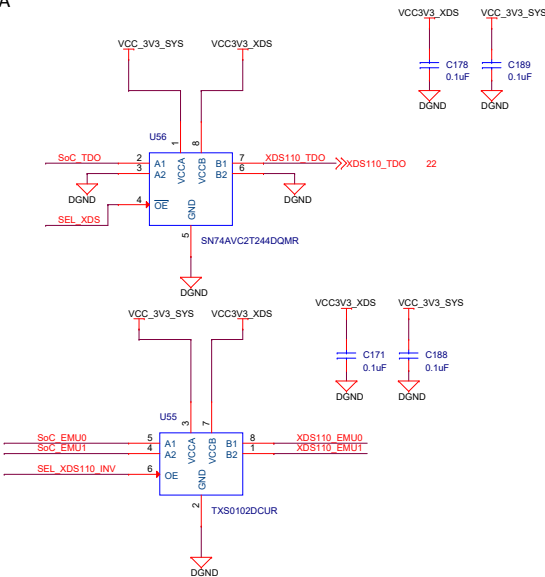 A
VCC3V3_XDS
VCC_3V3_SYS
C178
0.1uF
C189
0.1uF
DGND
DGND
VCC_3V3_SYS
VCC3V3_XDS
U56
1
8
SoC_TDO
2
A1
VCCA
VCCB
B1
7
XDS110_TDO
XDS110_TDO
22
3
A2
B2
6
DGND
DGND
SEL_XDS
4
OE
GND
5
SN74AVC2T244DQMR
DGND
VCC_3V3_SYS
VCC3V3_XDS
VCC3V3_XDS
VCC_3V3_SYS
C171
0.1uF
C188
0.1uF
DGND
DGND
U55
3
7
SoC_EMU0
5
A1
VCCA
VCCB
B1
8
XDS110_EMU0
SoC_EMU1
4
A2
B2
1
XDS110_EMU1
SEL_XDS110_INV
6
OE
GND
2
TXS0102DCUR
DGND